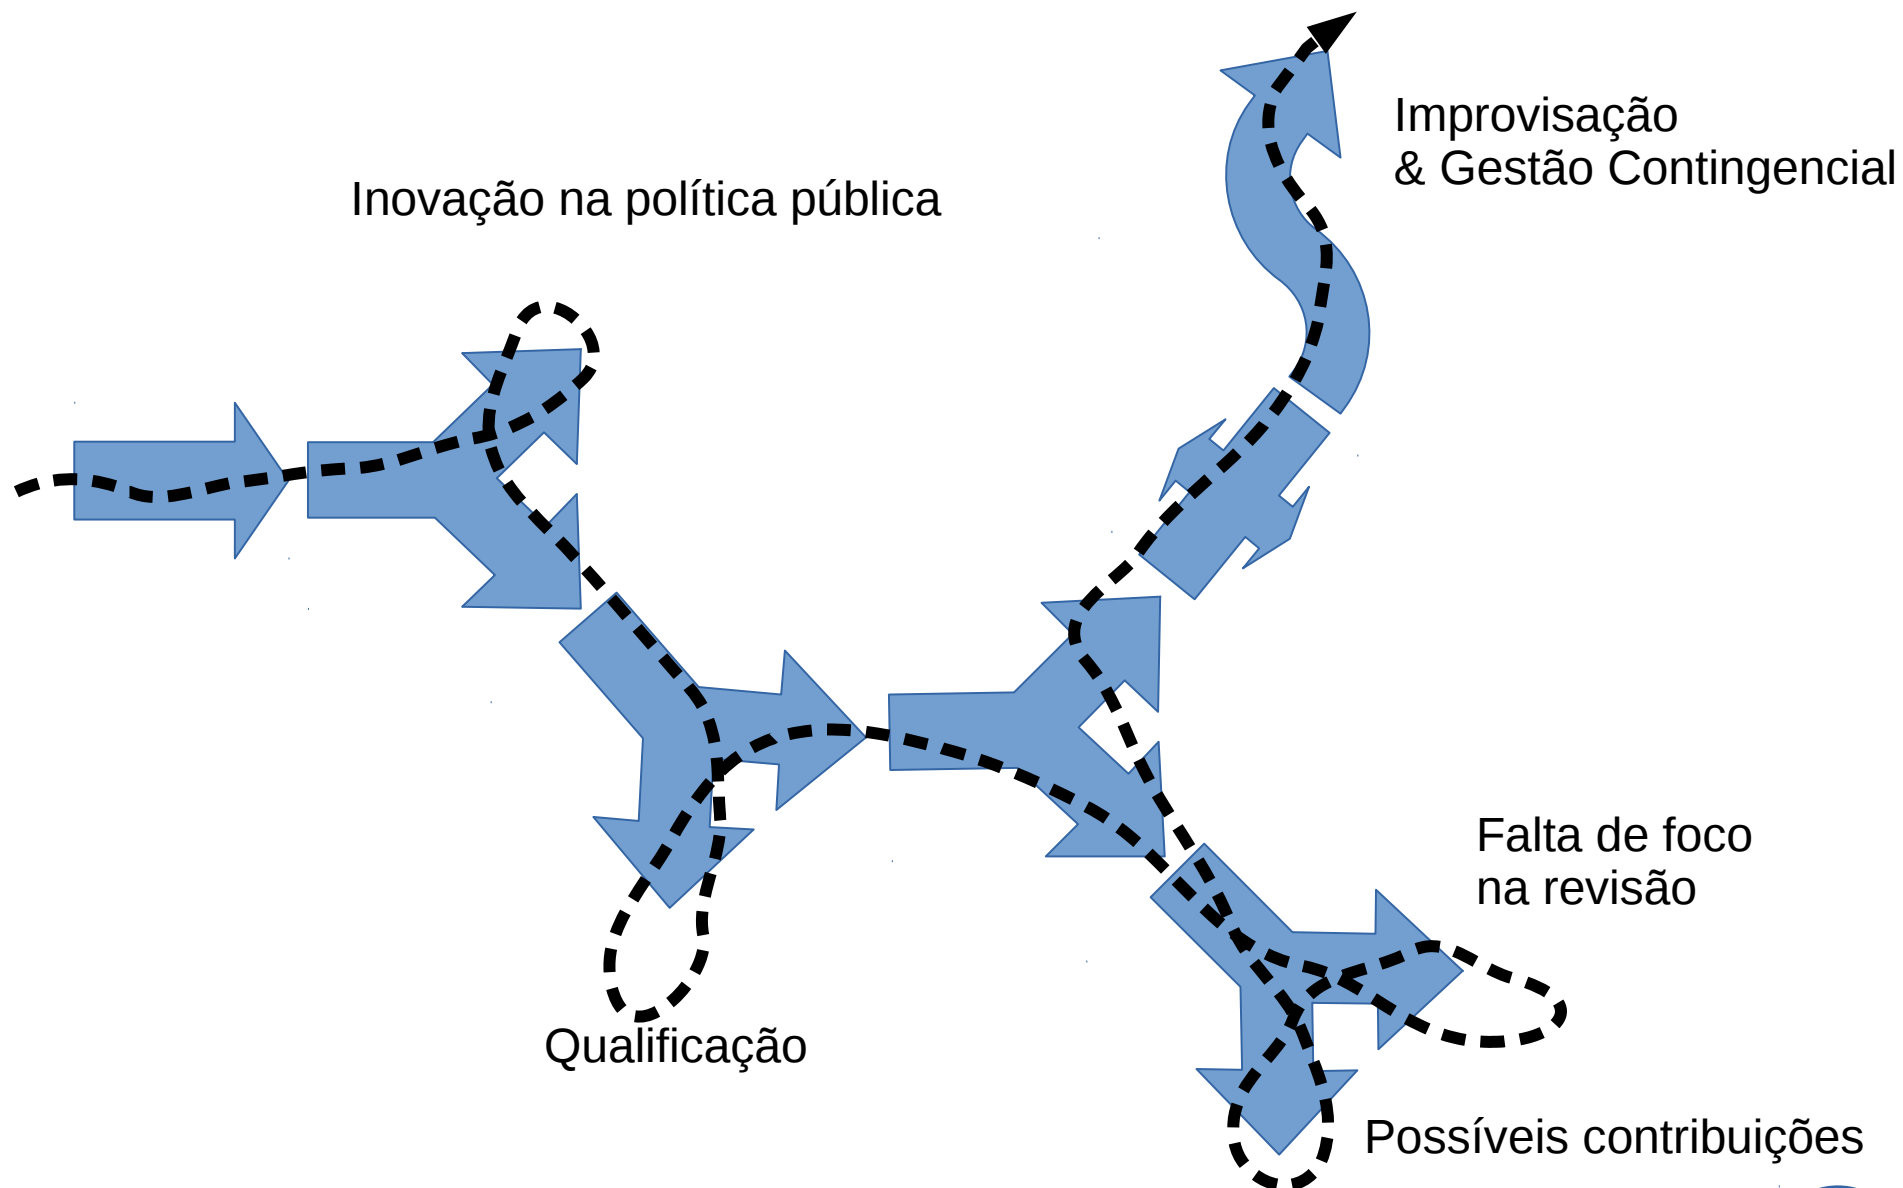 Improvisação
& Gestão Contingencial
Inovação na política pública
Falta de foco
na revisão
Qualificação
Possíveis contribuições